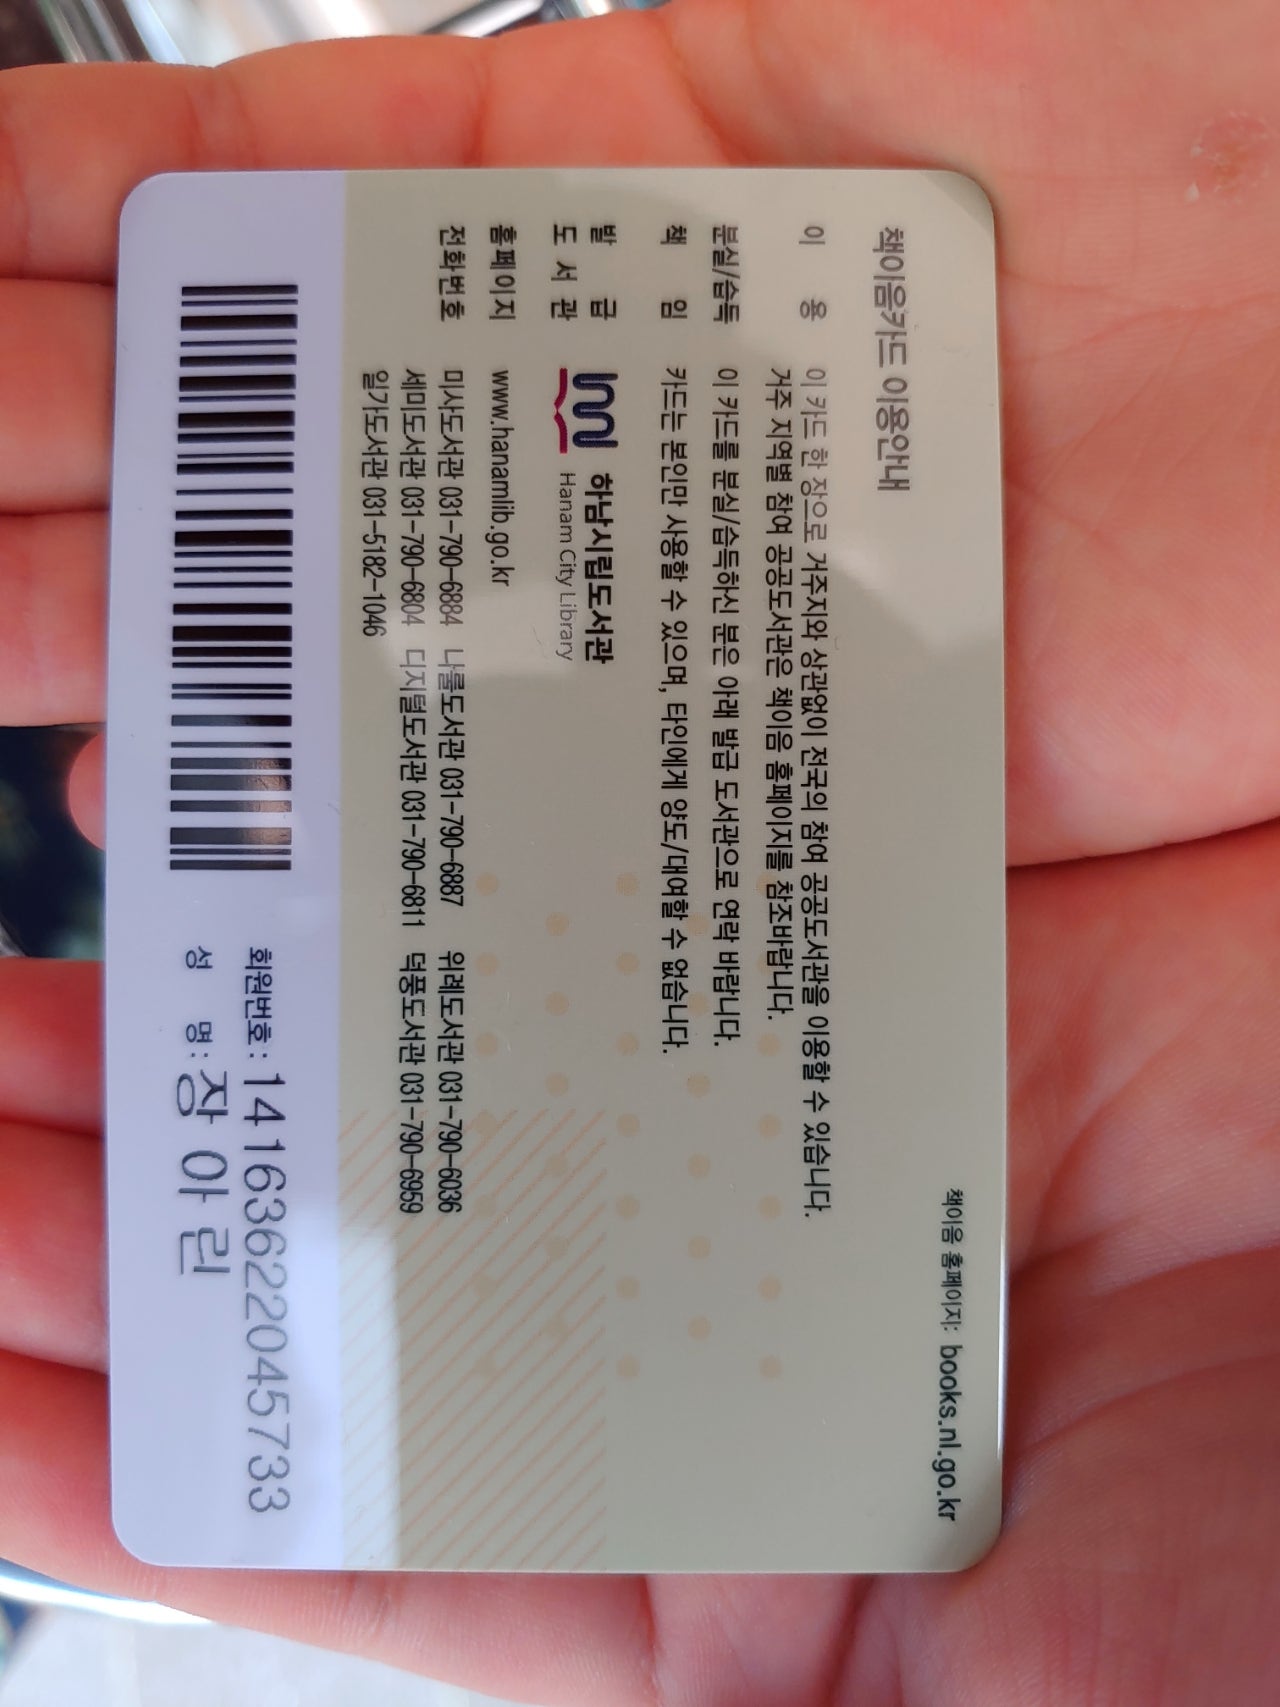 책이음 홈페이지: books.nl.go.kr
책이음카드 이용안내
이 용 이 카드 한 장으로 거주지와 상관없이 전국의 참여 공공도서관을 이용할 수 있습니다.
거주 지역별 참여 공공도서관은 책이음 홈페이지를 참조바랍니다.
분실/습득 이 카드를 분실/습득하신 분은 아래 발급 도서관으로 연락 바랍니다.
책 임 카드는 본인만 사용할 수 있으며, 타인에게 양도/대여할 수 없습니다.
발 급 하남시립도서관
도 서 관 Hanam City Library
홈페이지 www.hanamlib.go.kr
전화번호 미사도서관 031-790-6884 나룰도서관 031-790-6887 위례도서관 031-790-6036
세미도서관 031-790-6804 디지털도서관 031-790-6811 덕풍도서관 031-790-6959
일가도서관 031-5182-1046
회원번호: 14163622045733
성 명: 장아린